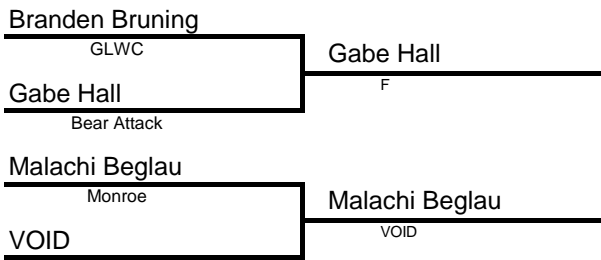 Branden Bruning
GLWC
Gabe Hall
F
Gabe Hall
Bear Attack
Malachi Beglau
Monroe
Malachi Beglau
VOID
VOID